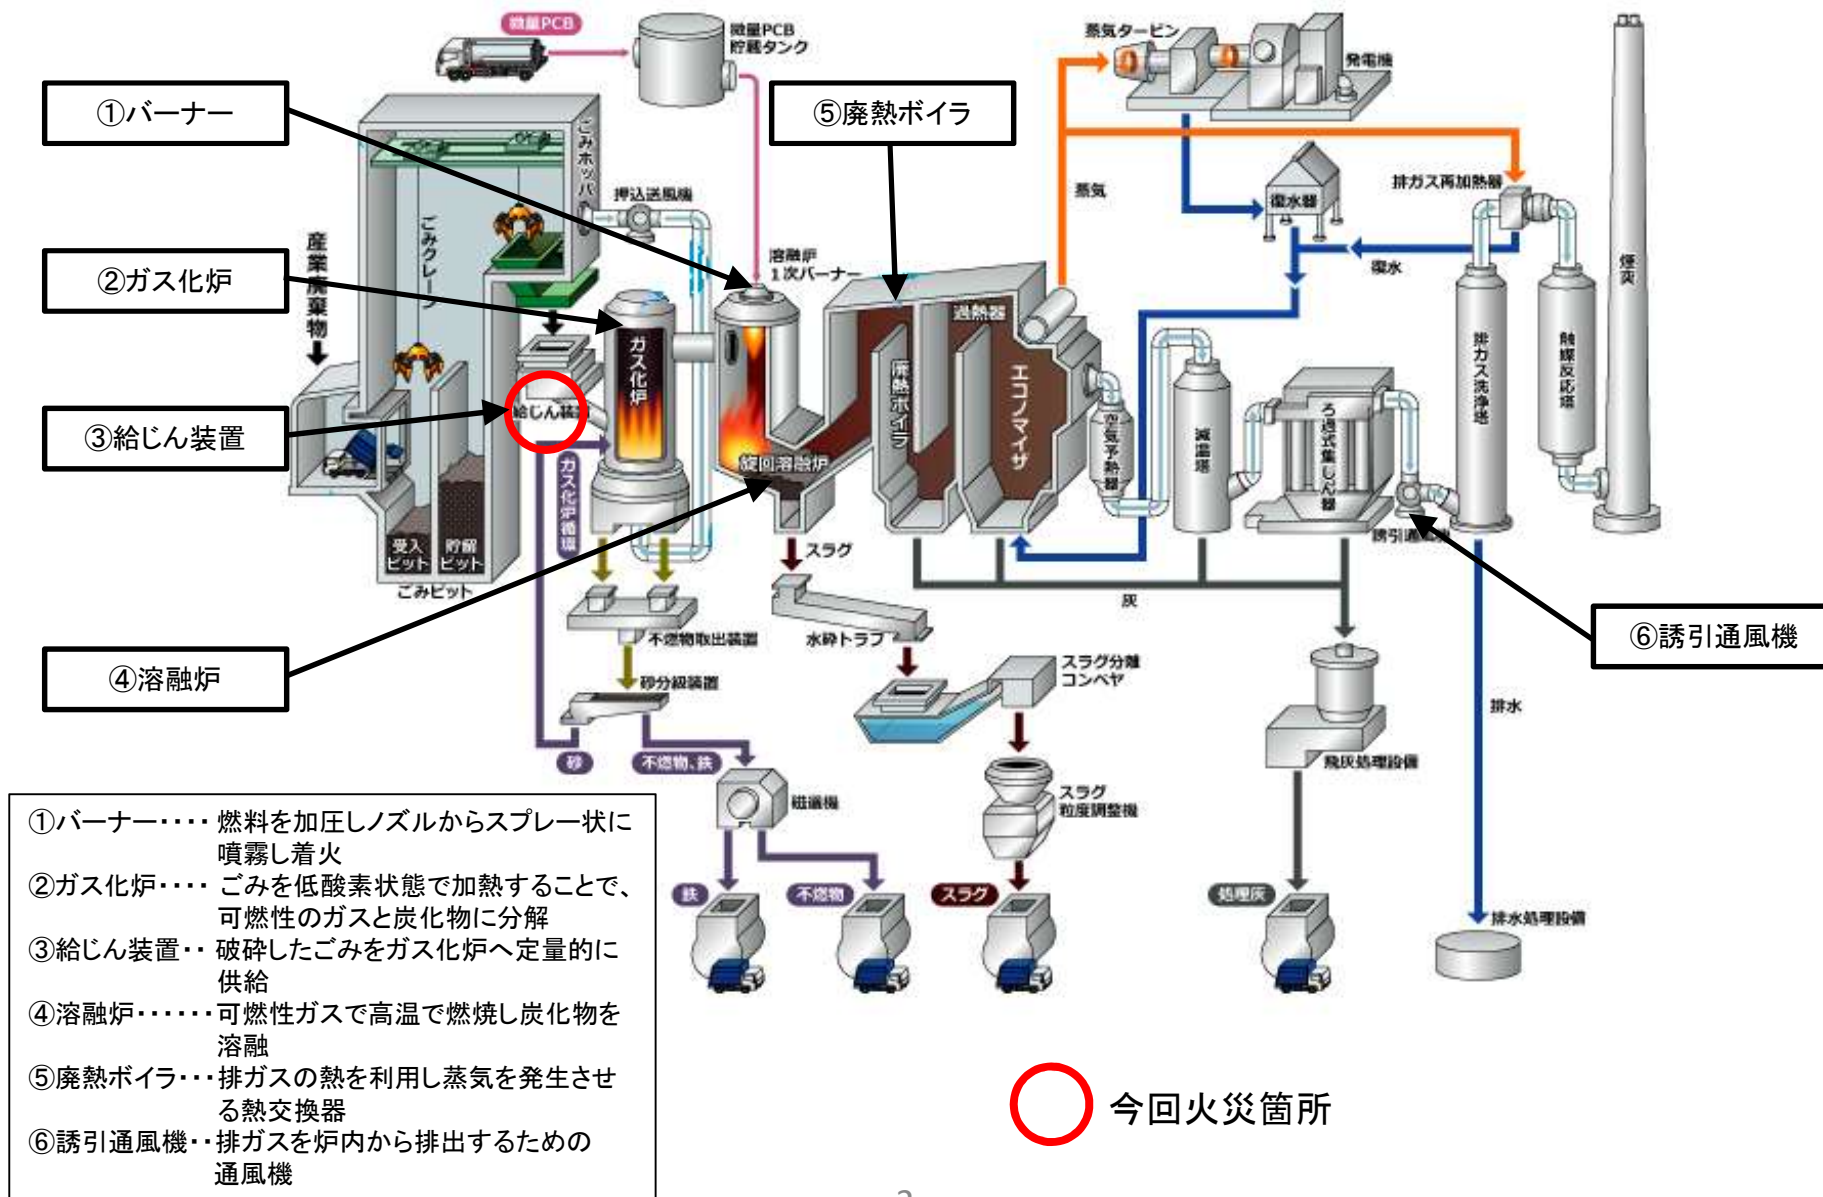 微量PCB
微量PCB
貯蔵タンク
蒸気タービン
発電機
①バーナー
⑤廃熱ボイラ
ごみホッパ
押込送風機
蒸気
復水器
排ガス再加熱器
煙突
産業廃棄物
ごみクレーン
②ガス化炉
溶融炉
1次バーナー
復水
過熱器
ガス化炉
廃熱ボイラ
エコノマイザ
空気予熱器
減温塔
ろ過式集じん器
排ガス洗浄塔
触媒反応塔
③給じん装置
給じん装置
旋回溶融炉
ガス化炉循環
誘引通風機
受入
ピット
貯留
ピット
ごみピット
スラグ
灰
⑥誘引通風機
不燃物取出装置
水砕トラフ
④溶融炉
砂分級装置
スラグ分離
コンベヤ
排水
砂
不燃物、鉄
磁選機
スラグ
粒度調整機
飛灰処理設備
鉄
不燃物
スラグ
処理灰
排水処理設備
①バーナー・・・・ 燃料を加圧しノズルからスプレー状に
噴霧し着火
②ガス化炉・・・・ ごみを低酸素状態で加熱することで、
可燃性のガスと炭化物に分解
③給じん装置・・ 破砕したごみをガス化炉へ定量的に
供給
④溶融炉・・・・・・可燃性ガスで高温で燃焼し炭化物を
溶融
⑤廃熱ボイラ・・・排ガスの熱を利用し蒸気を発生させ
る熱交換器
⑥誘引通風機・・排ガスを炉内から排出するための
通風機
今回火災箇所